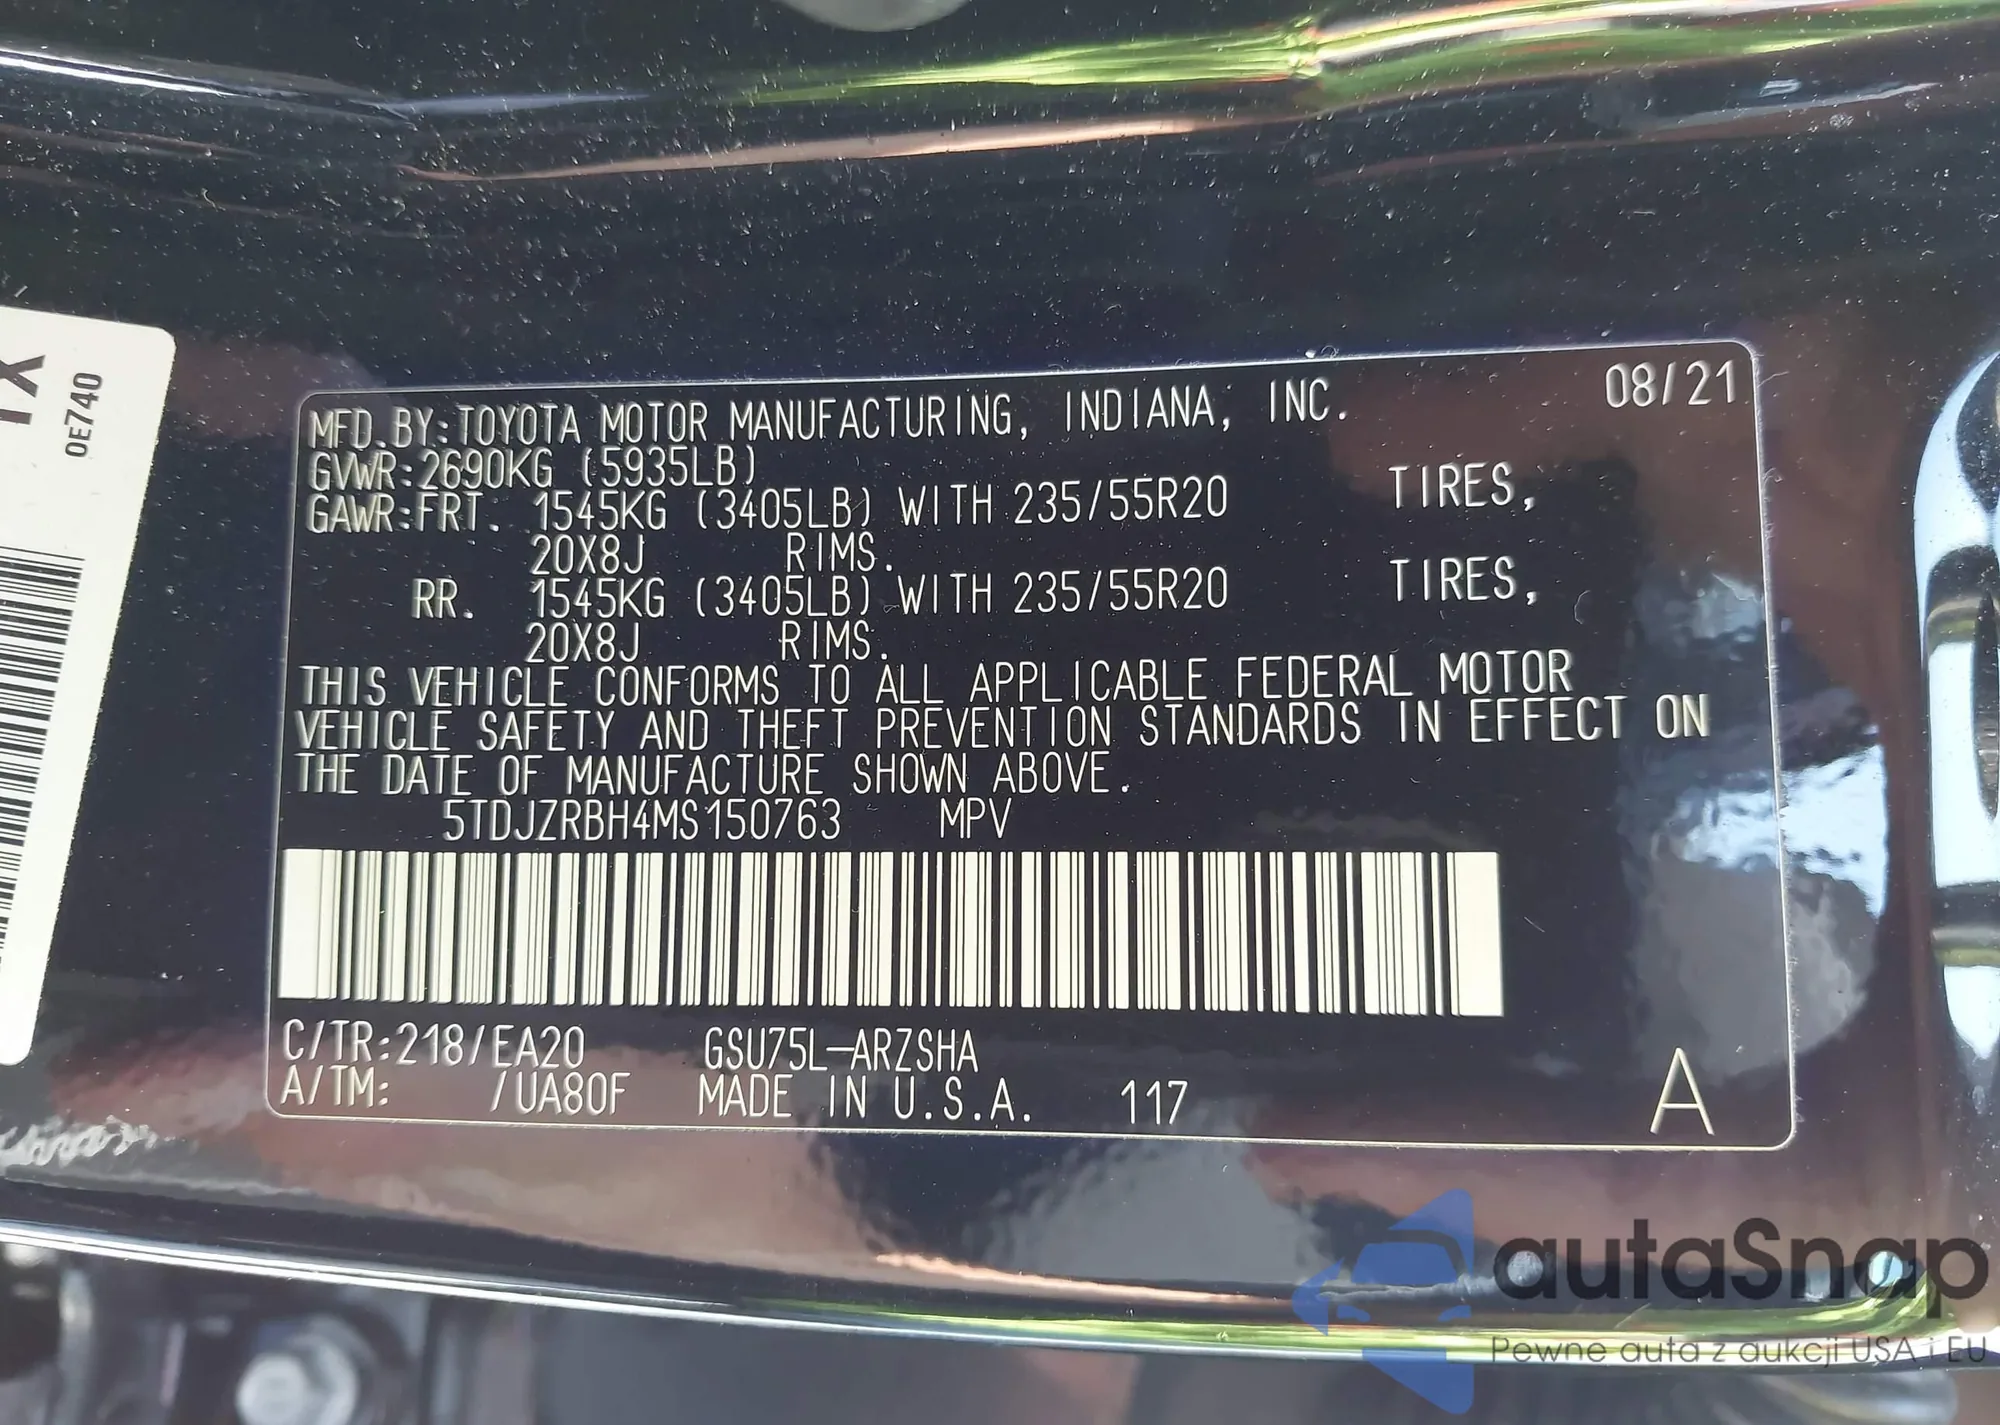 1X
0E740
MFD.BY:TOYOTA MOTOR MANUFACTURING, INDIANA, INC. 08/21
GVWR:2690KG (5935LB)
GAWR:FRT. 1545KG (3405LB) WITH 235/55R20 TIRES,
20X8J RIMS.
RR. 1545KG (3405LB) WITH 235/55R20 TIRES,
20X8J RIMS.
THIS VEHICLE CONFORMS TO ALL APPLICABLE FEDERAL MOTOR
VEHICLE SAFETY AND THEFT PREVENTION STANDARDS IN EFFECT ON
THE DATE OF MANUFACTURE SHOWN ABOVE.
5TDJZRBH4MS150763 MPV
C/TR:218/EA20 GSU75L-ARZSHA
A/TM: /UA80F MADE IN U.S.A. 117 A
autaSnap
Pewne auta z aukcji USA i EU